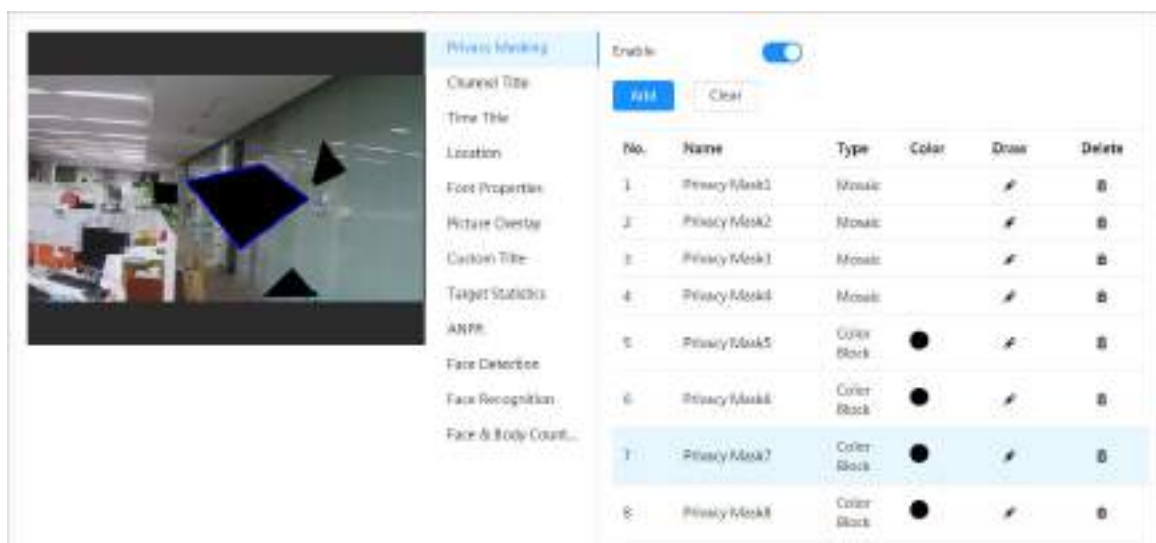 Privacy Masking
Channel Title
Time Title
Location
Font Properties
Picture Overlay
Custom Title
Target Statistics
ANPR
Face Detection
Face Recognition
Face & Body Count...
Enable
Add Clear
No. Name Type Color Draw Delete
1 Privacy Mask1 Mosaic
2 Privacy Mask2 Mosaic
3 Privacy Mask3 Mosaic
4 Privacy Mask4 Mosaic
5 Privacy Mask5 Color
Block
6 Privacy Mask6 Color
Block
7 Privacy Mask7 Color
Block
8 Privacy Mask8 Color
Block